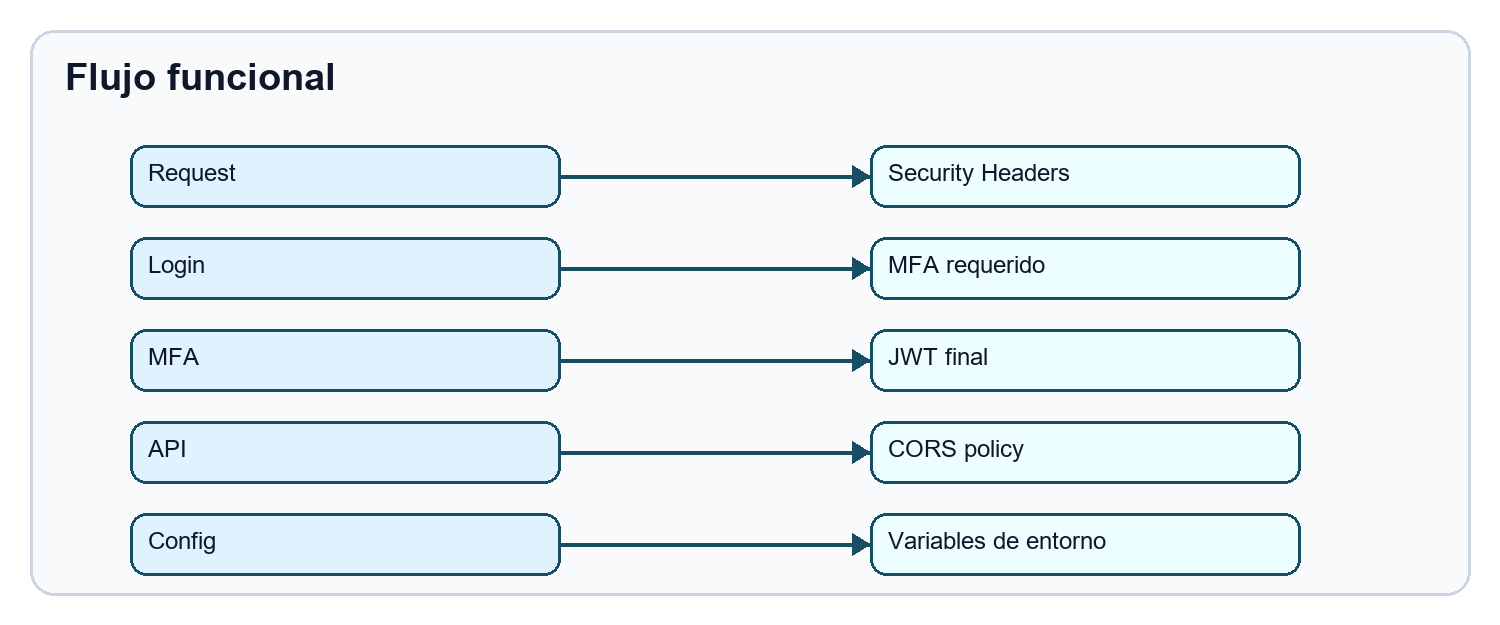 Flujo funcional
Request
Security Headers
Login
MFA requerido
MFA
JWT final
API
CORS policy
Config
Variables de entorno